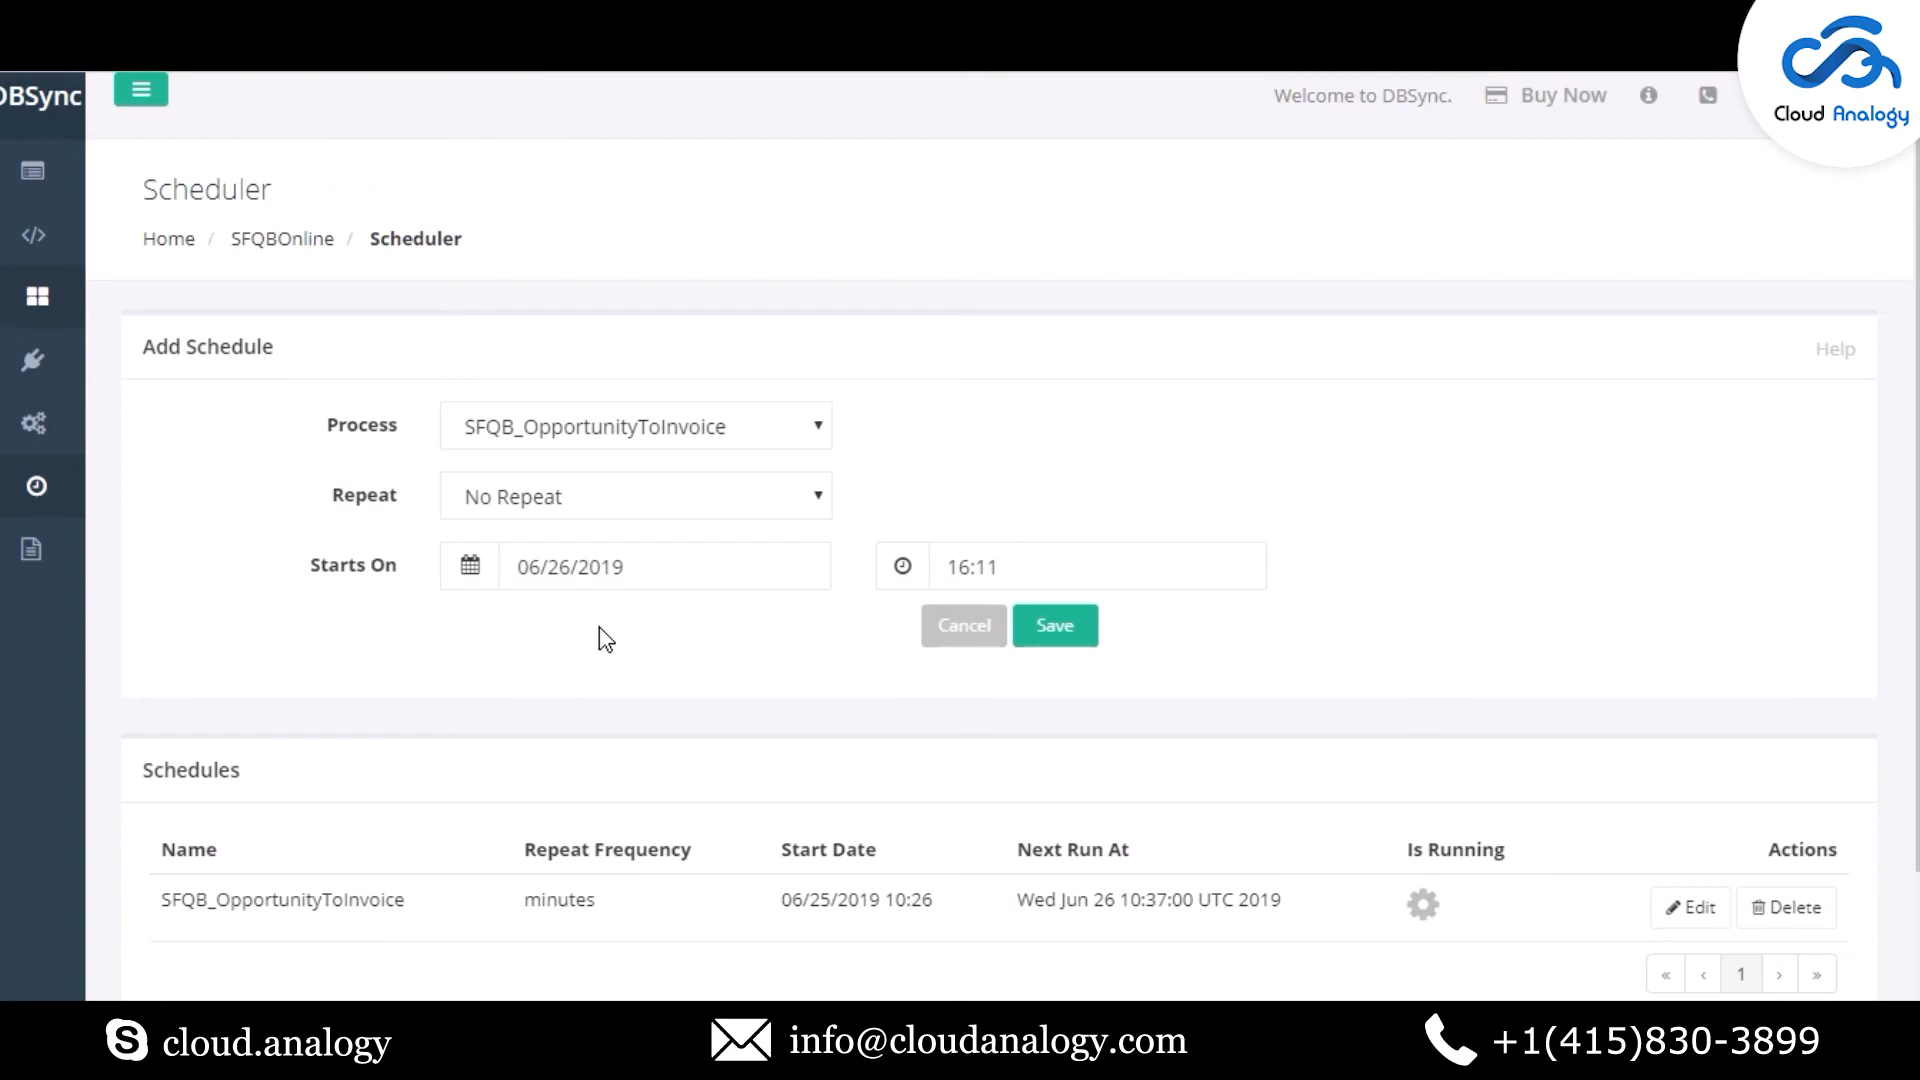 DBSync
Welcome to DBSync. Buy Now
Cloud Analogy
Scheduler
Home / SFQBOnline / Scheduler
Add Schedule
Help
Process SFQB_OpportunityToInvoice
Repeat No Repeat
Starts On 06/26/2019 16:11
Cancel Save
Schedules
Name Repeat Frequency Start Date Next Run At Is Running Actions
SFQB_OpportunityToInvoice minutes 06/25/2019 10:26 Wed Jun 26 10:37:00 UTC 2019 Edit Delete
« ‹ 1 › »
cloud.analogy info@cloudanalogy.com +1(415)830-3899